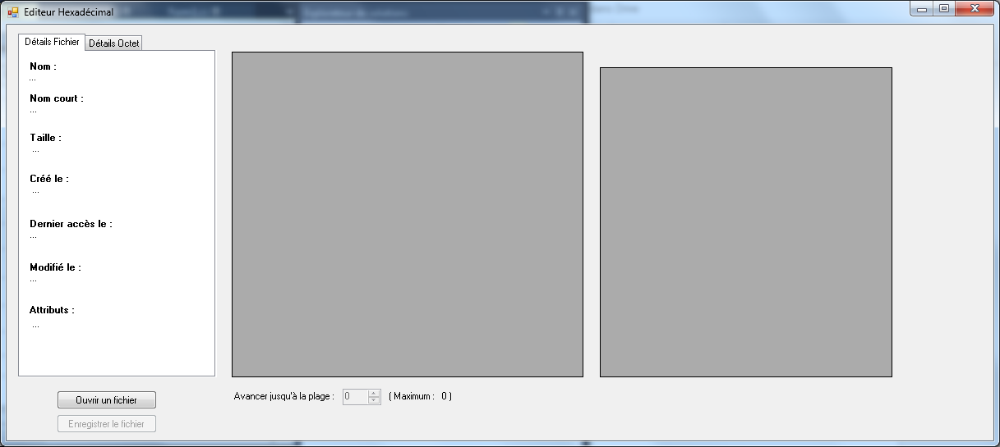 Editeur Hexadécimal
Détails Fichier
Détails Octet
Nom :
...
Nom court :
...
Taille :
...
Créé le :
...
Dernier accès le :
...
Modifié le :
...
Attributs :
...
Ouvrir un fichier
Enregistrer le fichier
Avancer jusqu'à la plage : 0 ( Maximum : 0 )